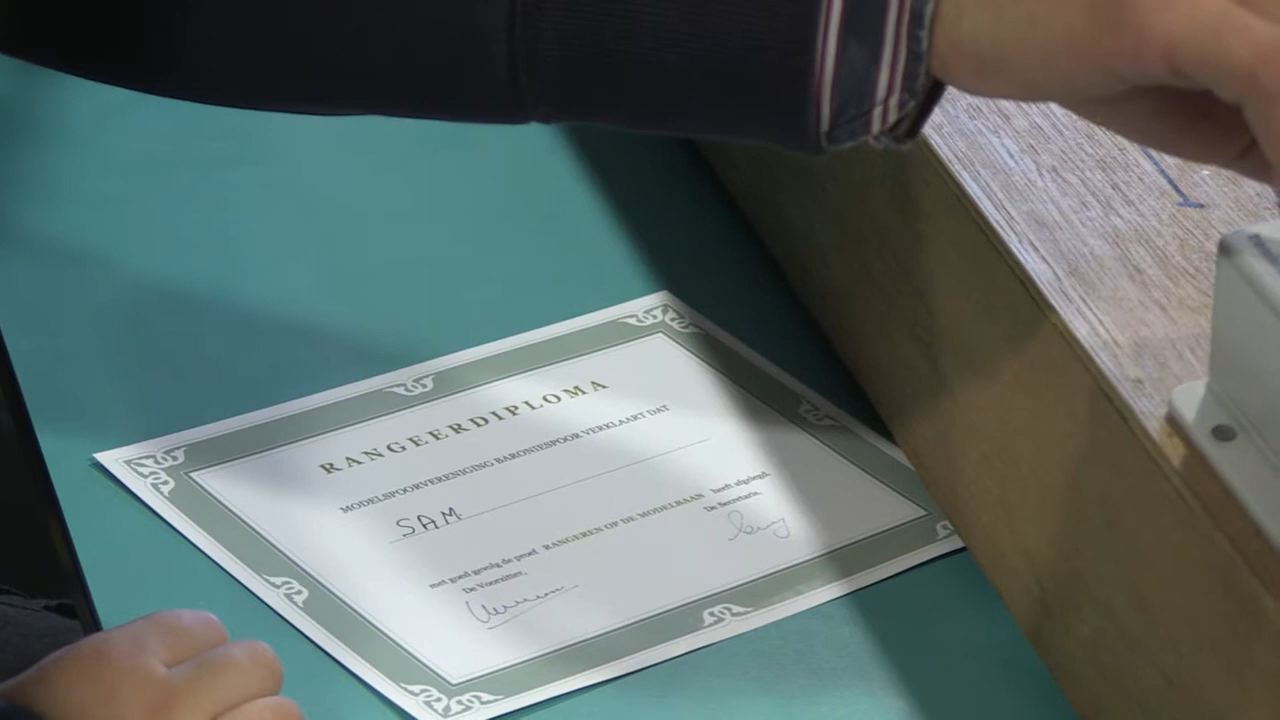 RANGEERDIPLOMA
MODELSPOORVERENIGING BARONIESPOOR VERKLAART DAT
SAM
met goed gevolg de proef RANGEREN OP DE MODELBAAN heeft afgelegd.
De Voorzitter, De Secretaris,